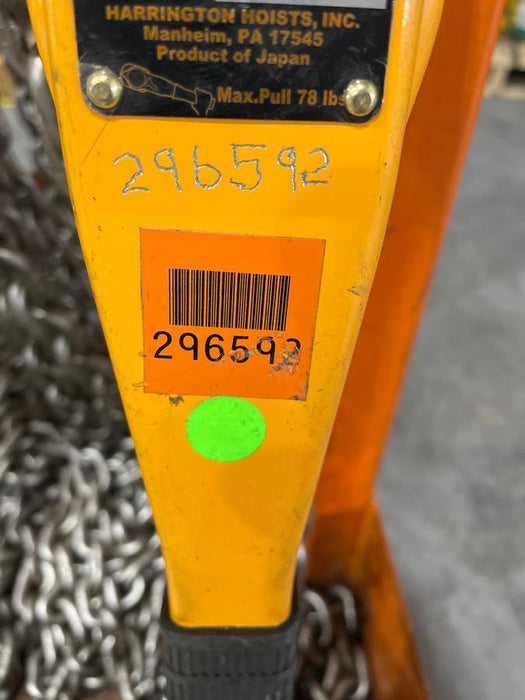 HARRINGTON HOISTS, INC.
Manheim, PA 17545
Product of Japan
Max.Pull 78 lbs
296592
296592